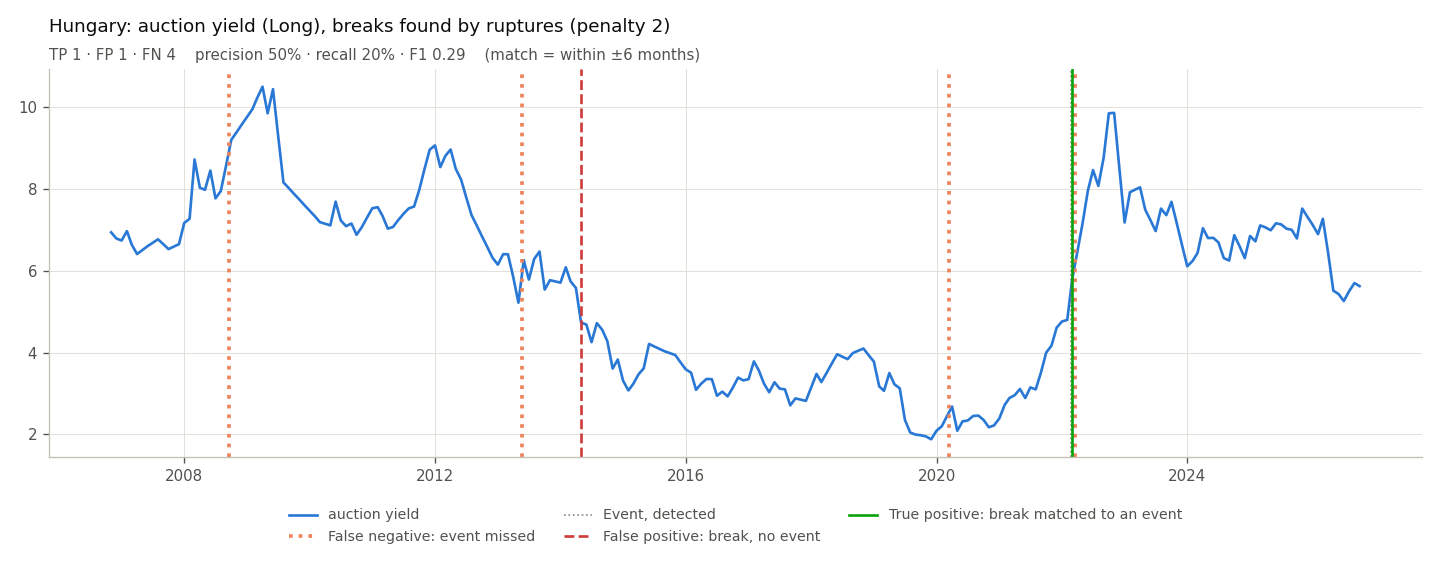 Hungary: auction yield (Long), breaks found by ruptures (penalty 2)
TP 1 · FP 1 · FN 4    precision 50% · recall 20% · F1 0.29    (match = within ±6 months)
10
8
6
4
2
2008 2012 2016 2020 2024
auction yield    Event, detected    True positive: break matched to an event
False negative: event missed    False positive: break, no event